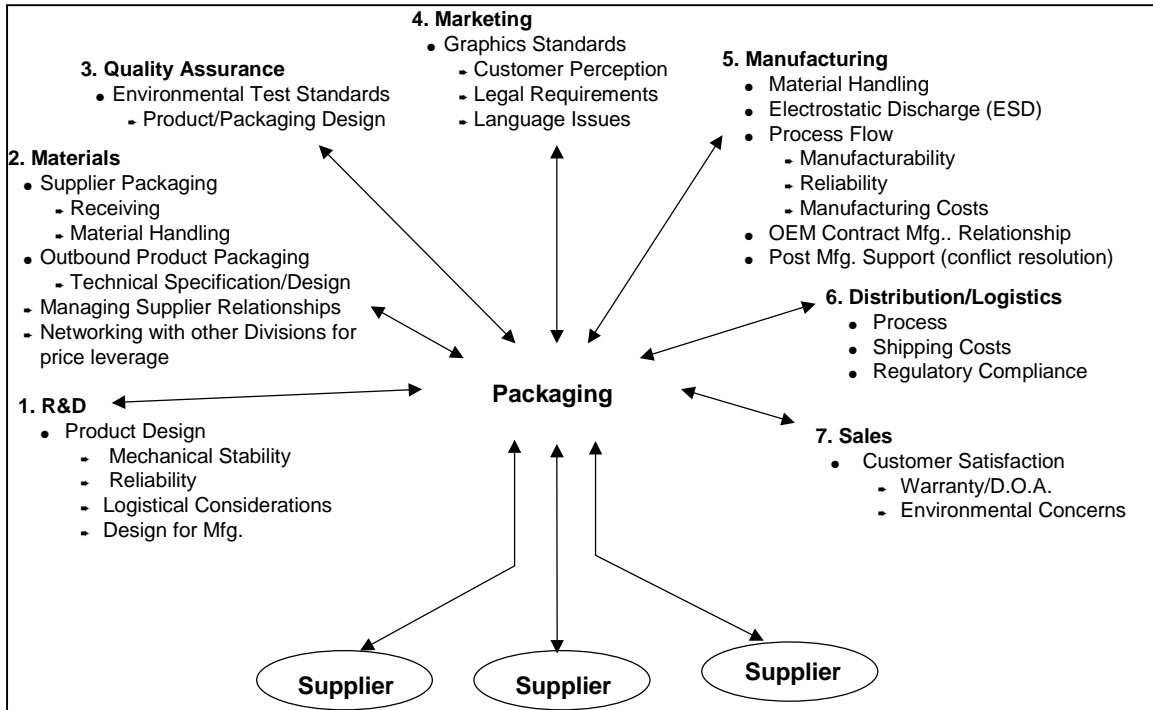 4. Marketing
• Graphics Standards
➨ Customer Perception
➨ Legal Requirements
➨ Language Issues
3. Quality Assurance
• Environmental Test Standards
➨ Product/Packaging Design
5. Manufacturing
• Material Handling
• Electrostatic Discharge (ESD)
• Process Flow
➨ Manufacturability
➨ Reliability
➨ Manufacturing Costs
• OEM Contract Mfg.. Relationship
• Post Mfg. Support (conflict resolution)
2. Materials
• Supplier Packaging
➨ Receiving
➨ Material Handling
• Outbound Product Packaging
➨ Technical Specification/Design
➨ Managing Supplier Relationships
➨ Networking with other Divisions for
price leverage
6. Distribution/Logistics
• Process
• Shipping Costs
• Regulatory Compliance
Packaging
1. R&D
• Product Design
➨ Mechanical Stability
➨ Reliability
➨ Logistical Considerations
➨ Design for Mfg.
7. Sales
• Customer Satisfaction
➨ Warranty/D.O.A.
➨ Environmental Concerns
Supplier
Supplier
Supplier